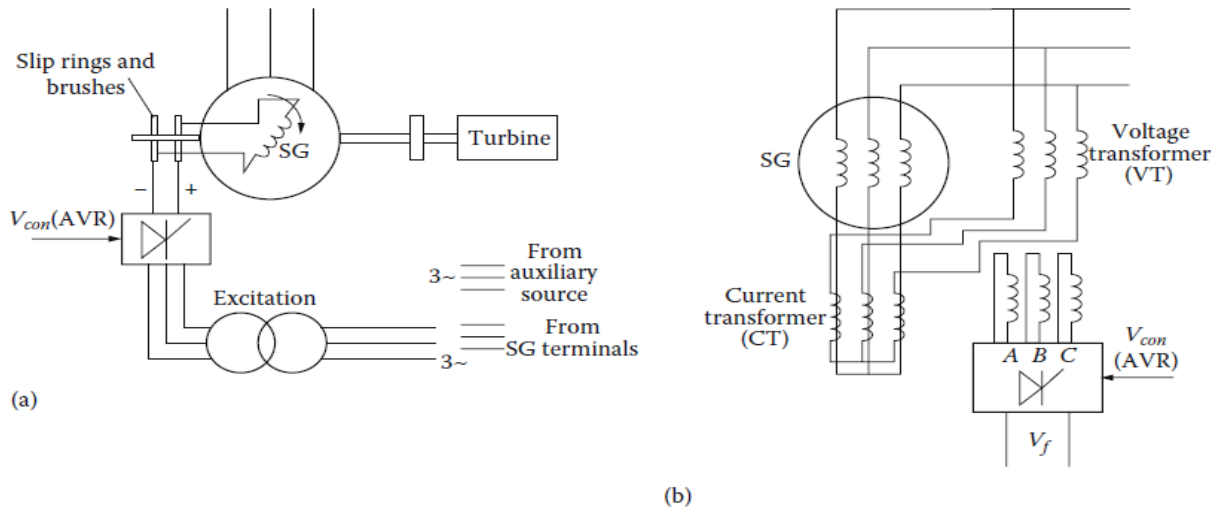 Slip rings and
brushes
SG
Turbine
− +
V_con(AVR)
Excitation
3~
From
auxiliary
source
From
SG terminals
3~
(a)
SG
Voltage
transformer
(VT)
Current
transformer
(CT)
A B C
V_con
(AVR)
V_f
(b)